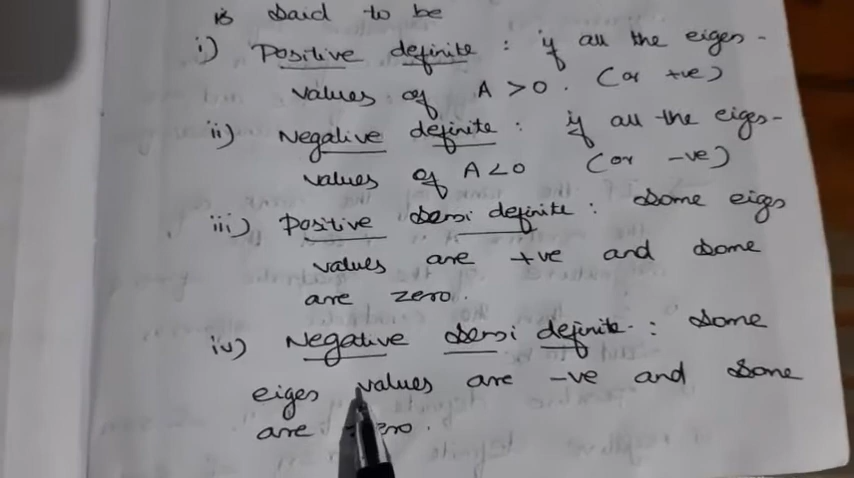 is said to be
i) Positive definite : if all the eigen-
values of A > 0. (or +ve)
ii) Negative definite : if all the eigen-
values of A < 0 (or -ve)
iii) Positive semi definite : Some eigen
values are +ve and some
are zero.
iv) Negative semi definite : Some
eigen values are -ve and some
are zero.